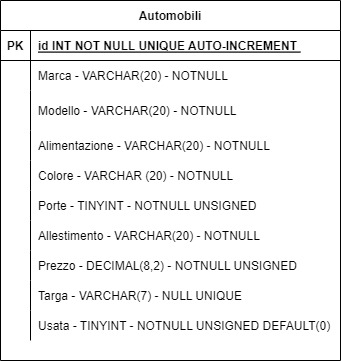 Automobili
PK id INT NOT NULL UNIQUE AUTO-INCREMENT
Marca - VARCHAR(20) - NOTNULL
Modello - VARCHAR(20) - NOTNULL
Alimentazione - VARCHAR(20) - NOTNULL
Colore - VARCHAR (20) - NOTNULL
Porte - TINYINT - NOTNULL UNSIGNED
Allestimento - VARCHAR(20) - NOTNULL
Prezzo - DECIMAL(8,2) - NOTNULL UNSIGNED
Targa - VARCHAR(7) - NULL UNIQUE
Usata - TINYINT - NOTNULL UNSIGNED DEFAULT(0)